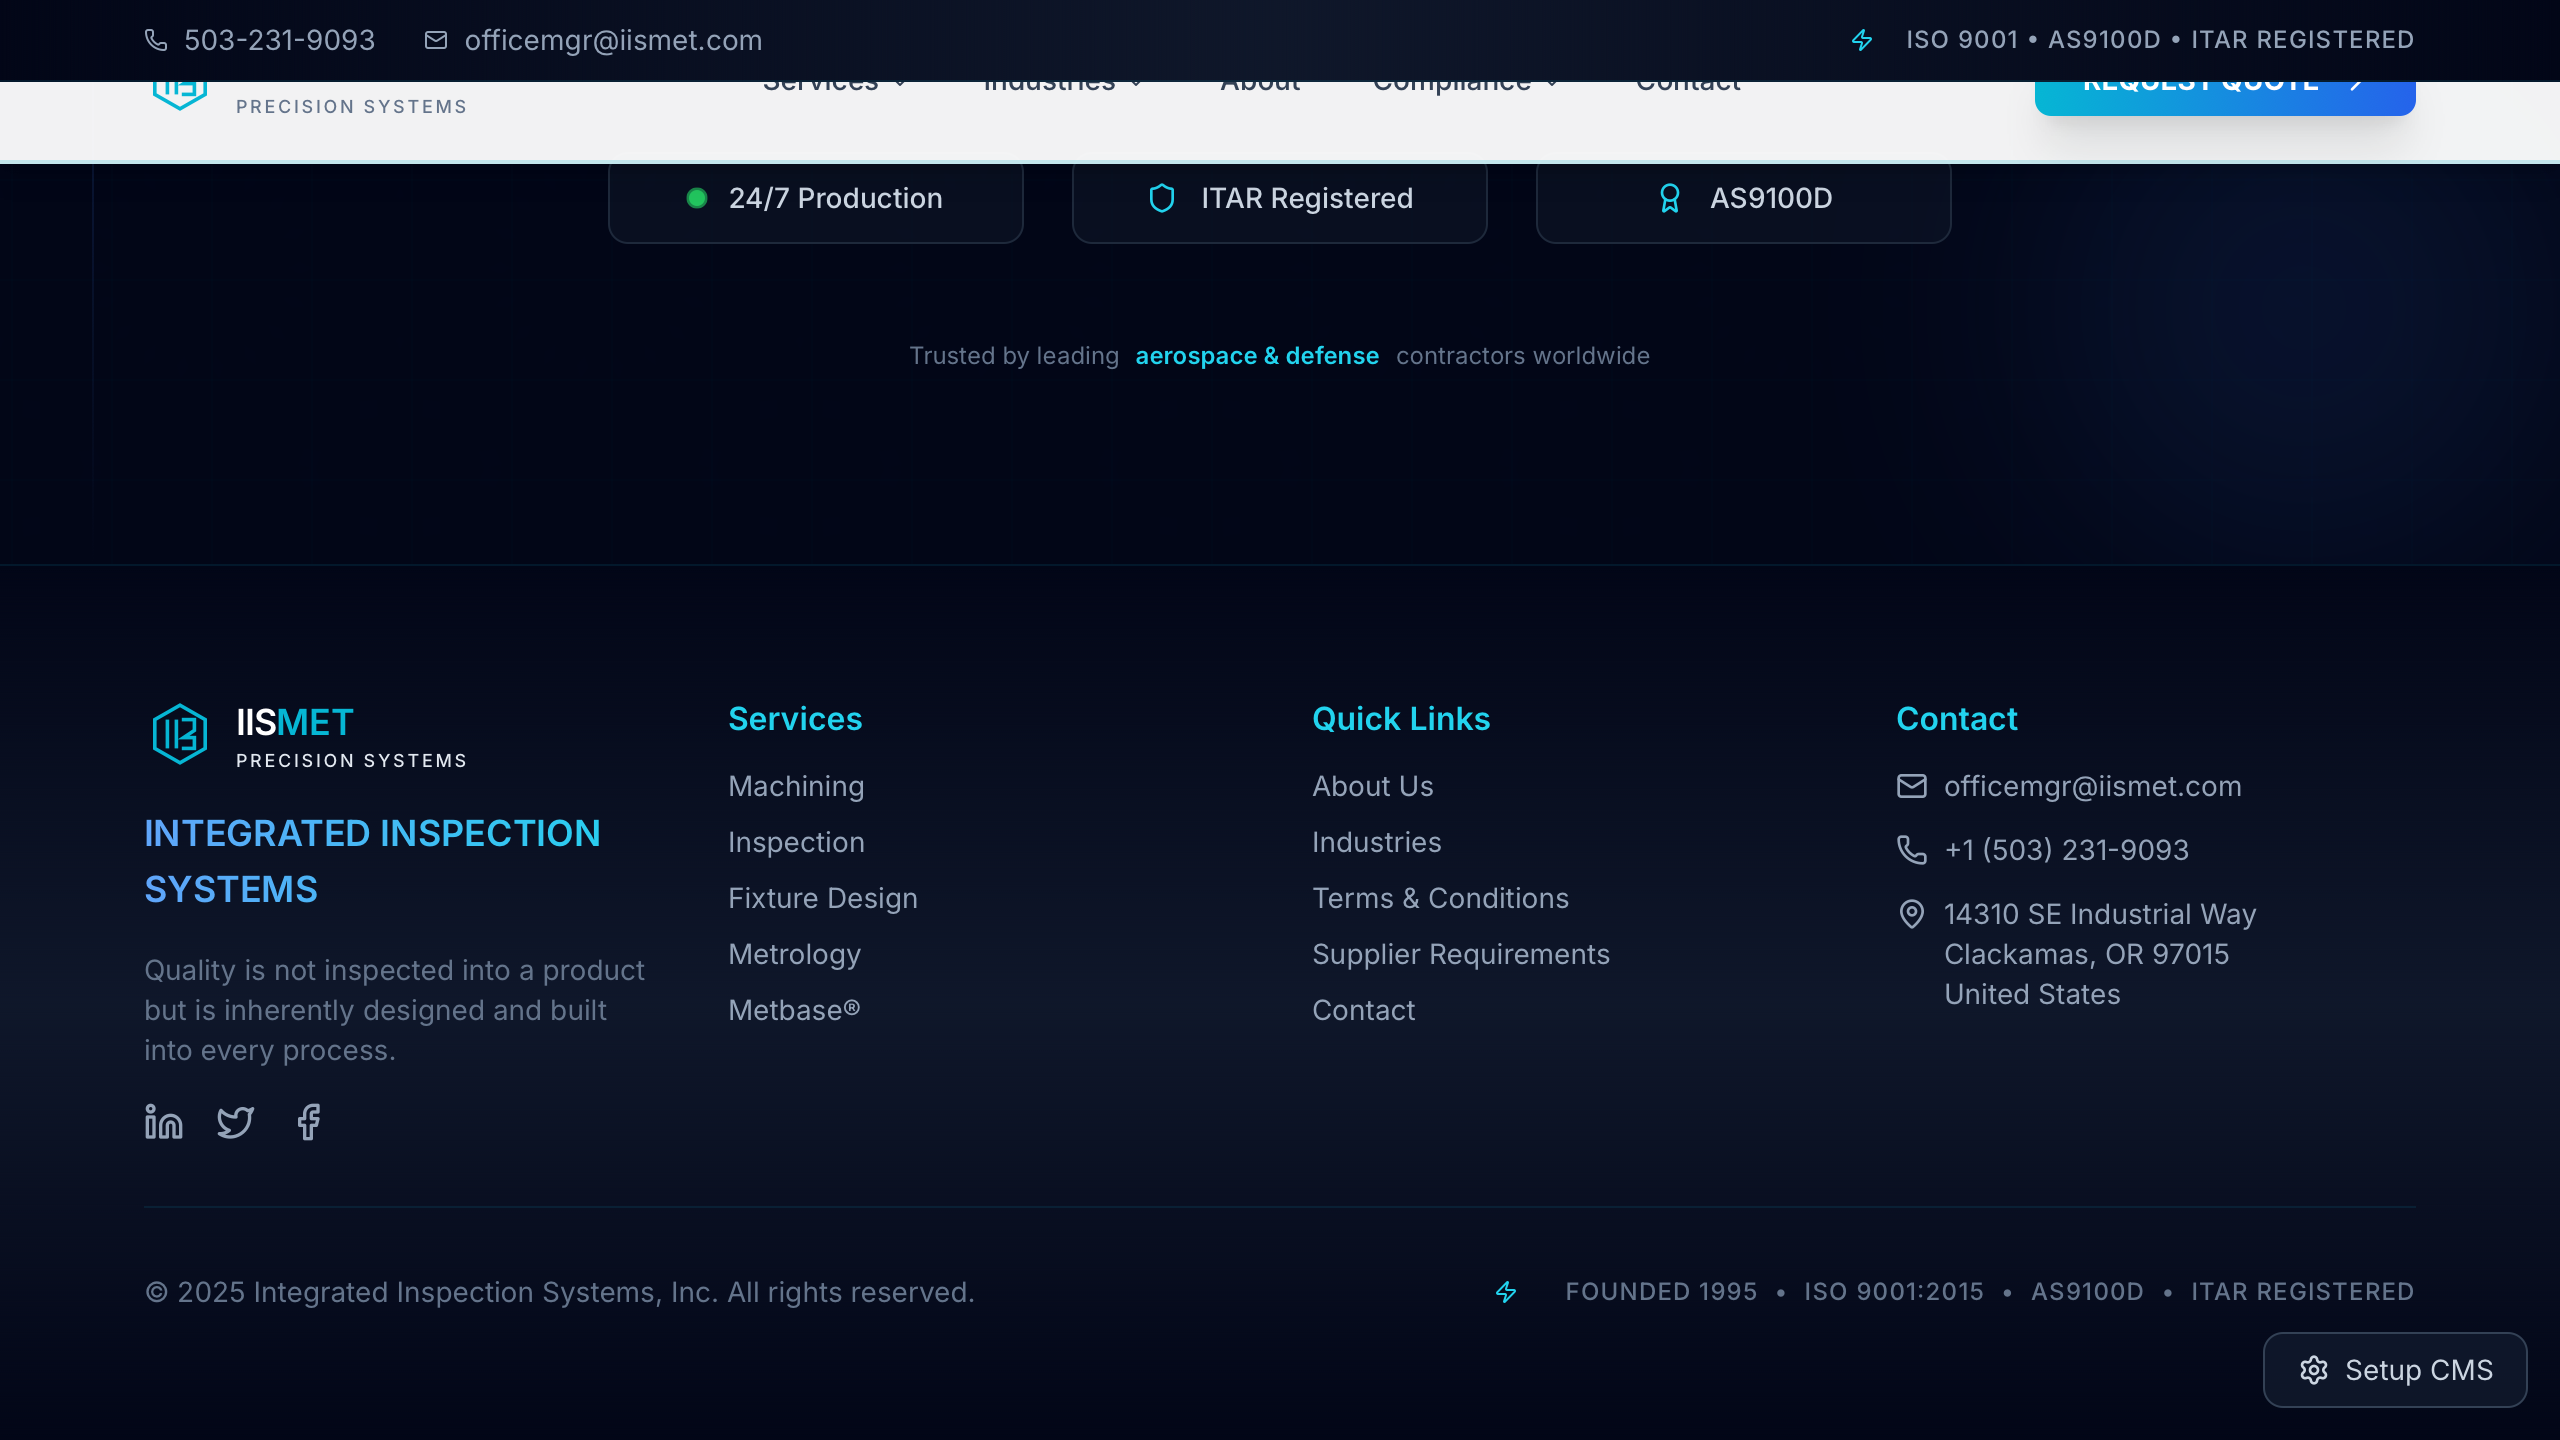 503-231-9093
officemgr@iismet.com
ISO 9001 • AS9100D • ITAR REGISTERED
PRECISION SYSTEMS
Services
Industries
About
Compliance
Contact
REQUEST QUOTE
24/7 Production
ITAR Registered
AS9100D
Trusted by leading aerospace & defense contractors worldwide
IISMET
PRECISION SYSTEMS
INTEGRATED INSPECTION
SYSTEMS
Quality is not inspected into a product
but is inherently designed and built
into every process.
Services
Machining
Inspection
Fixture Design
Metrology
Metbase®
Quick Links
About Us
Industries
Terms & Conditions
Supplier Requirements
Contact
Contact
officemgr@iismet.com
+1 (503) 231-9093
14310 SE Industrial Way
Clackamas, OR 97015
United States
© 2025 Integrated Inspection Systems, Inc. All rights reserved.
FOUNDED 1995 • ISO 9001:2015 • AS9100D • ITAR REGISTERED
Setup CMS